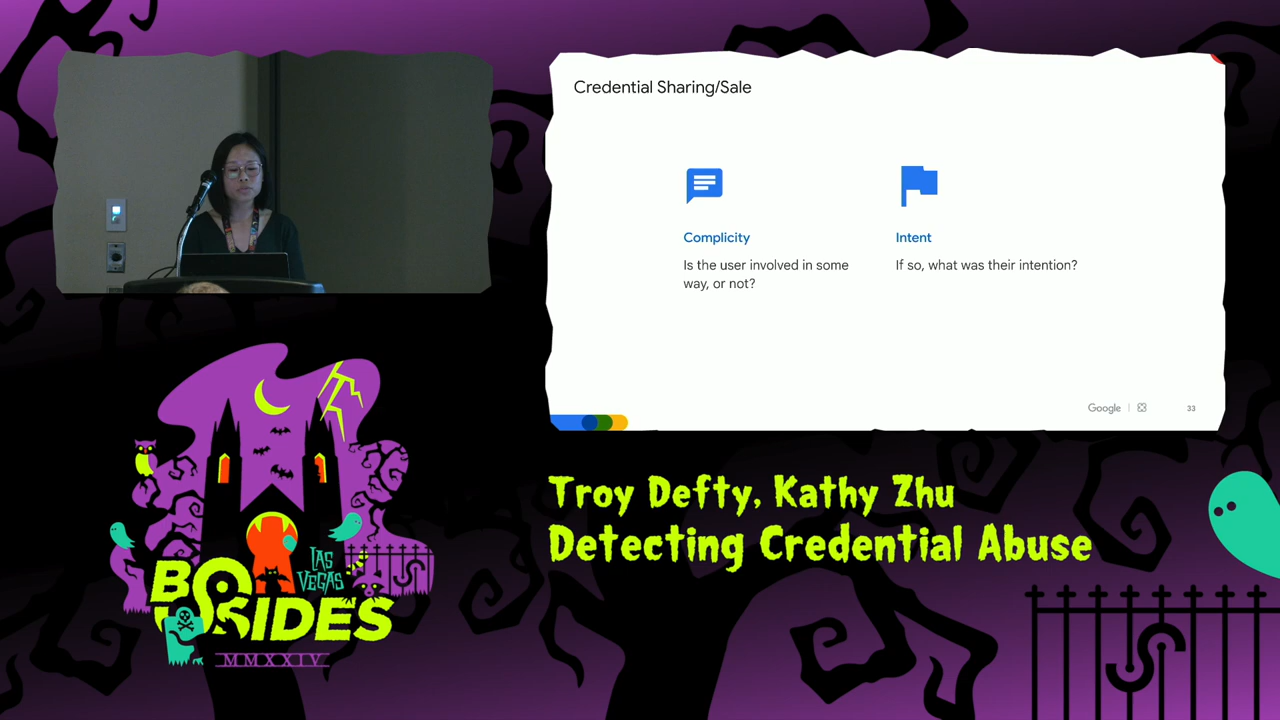 Credential Sharing/Sale
Complicity
Is the user involved in some
way, or not?
Intent
If so, what was their intention?
Google
33
LAS
VEGAS
BSIDES
MMXXIV
Troy Defty, Kathy Zhu
Detecting Credential Abuse